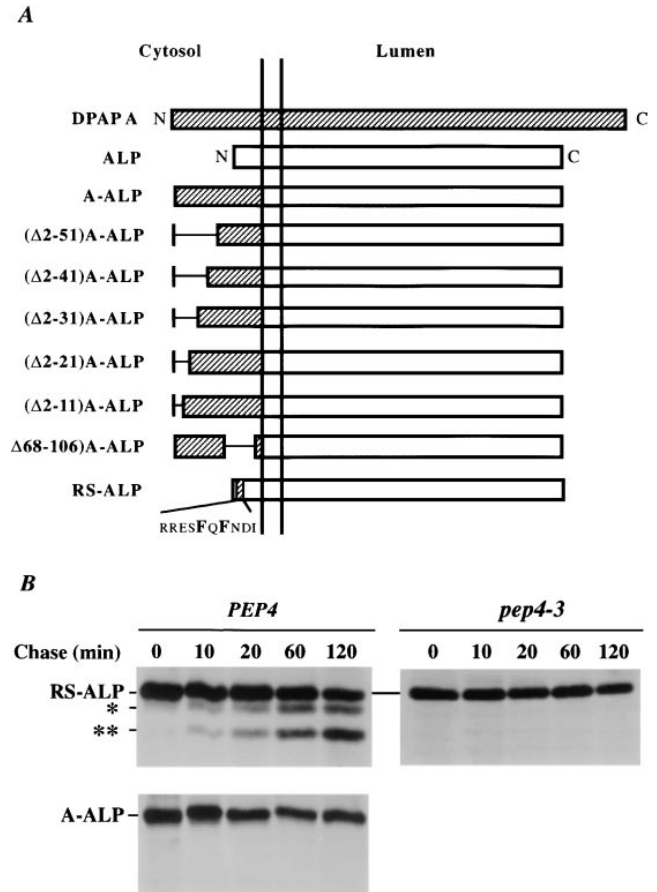 A
Cytosol Lumen
DPAP A N C
ALP N C
A-ALP
(Δ2-51)A-ALP
(Δ2-41)A-ALP
(Δ2-31)A-ALP
(Δ2-21)A-ALP
(Δ2-11)A-ALP
Δ68-106)A-ALP
RS-ALP
RRESFQFNDI
B
PEP4 pep4-3
Chase (min) 0 10 20 60 120 0 10 20 60 120
RS-ALP
*
**
A-ALP